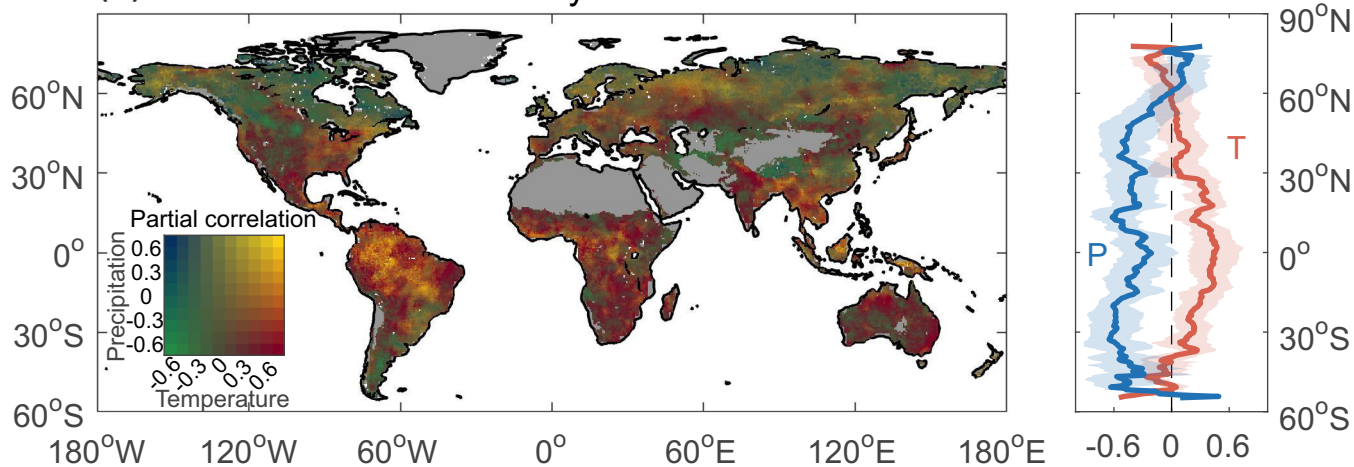 90°N
60°N
60°N
T
30°N
30°N
Partial correlation
0.6
0.3
0
-0.3
-0.6
Precipitation
-0.6
-0.3
0
0.3
0.6
Temperature
0°
P
0°
30°S
30°S
60°S
60°S
180°W
120°W
60°W
0°
60°E
120°E
180°E
-0.6
0
0.6